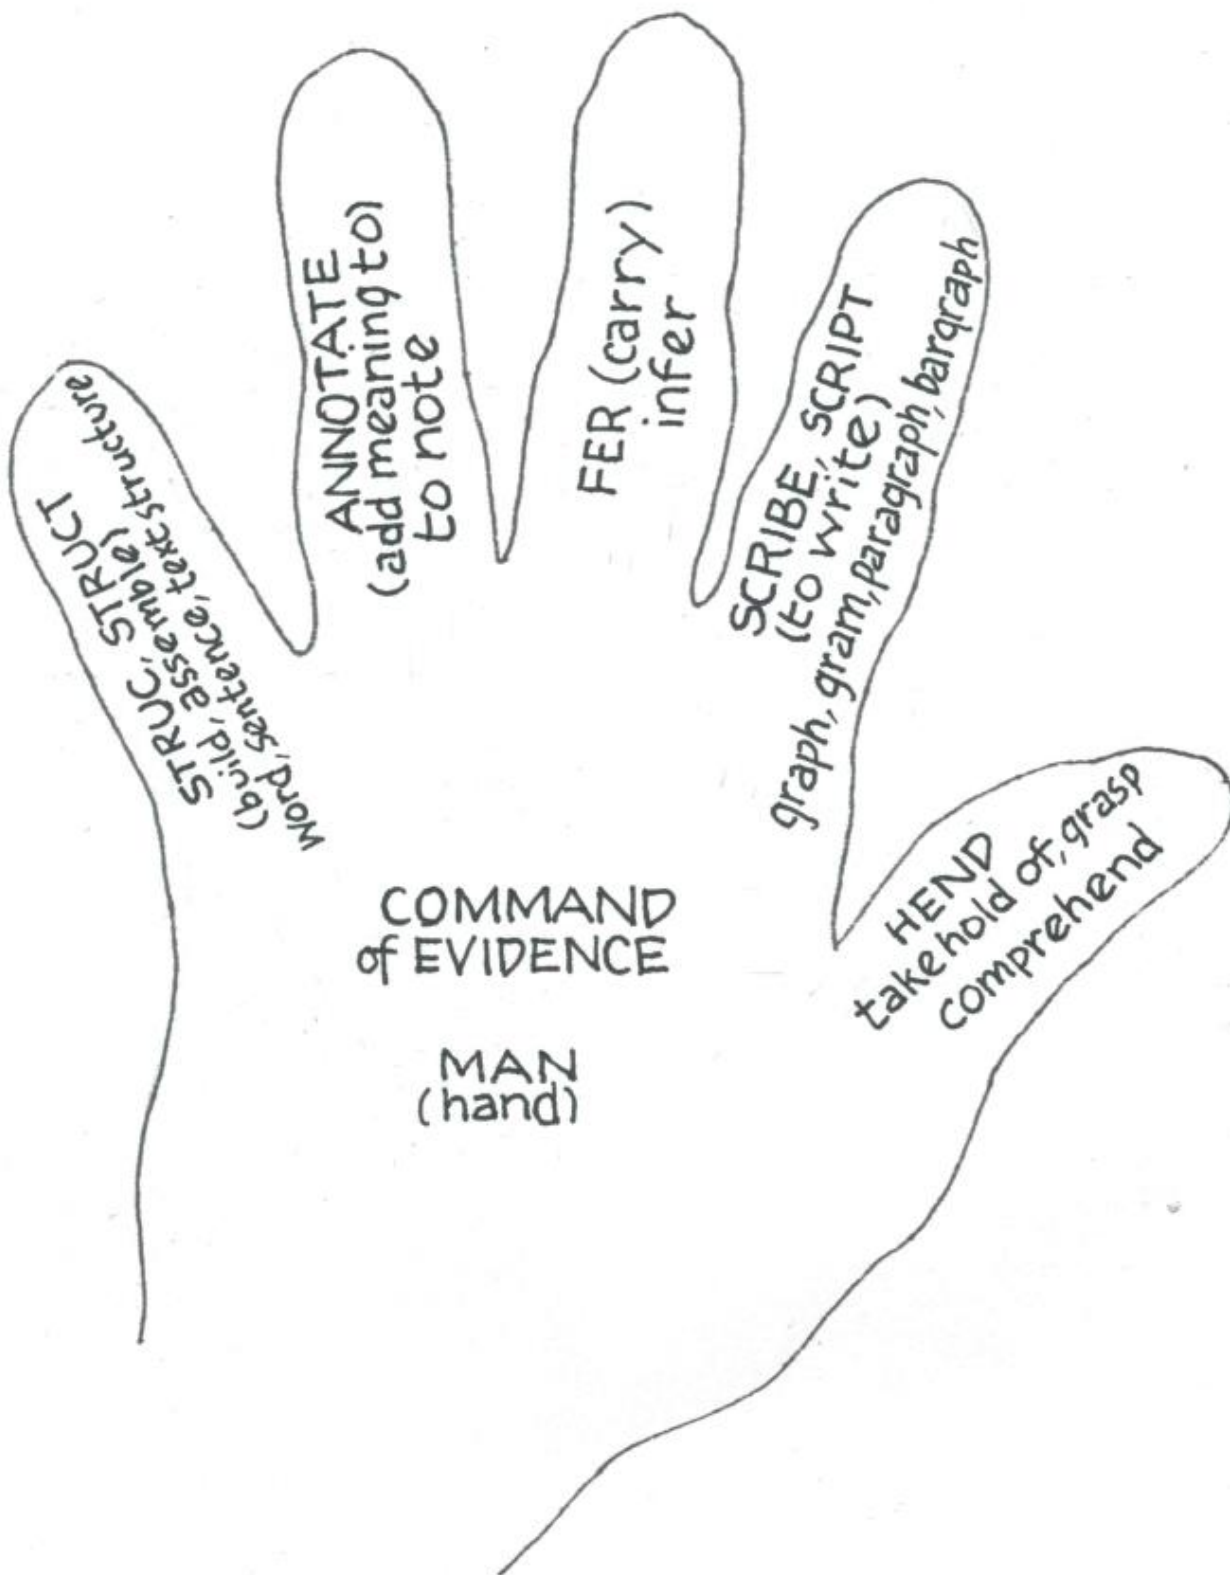 STRUC, STRUCT
(build, assemble)
word, sentence, text structure
ANNOTATE
(add meaning to)
to note
FER (carry)
infer
SCRIBE, SCRIPT
(to write)
graph, gram, paragraph, bargraph
HEND
take hold of, grasp
comprehend
COMMAND
of EVIDENCE
MAN
(hand)